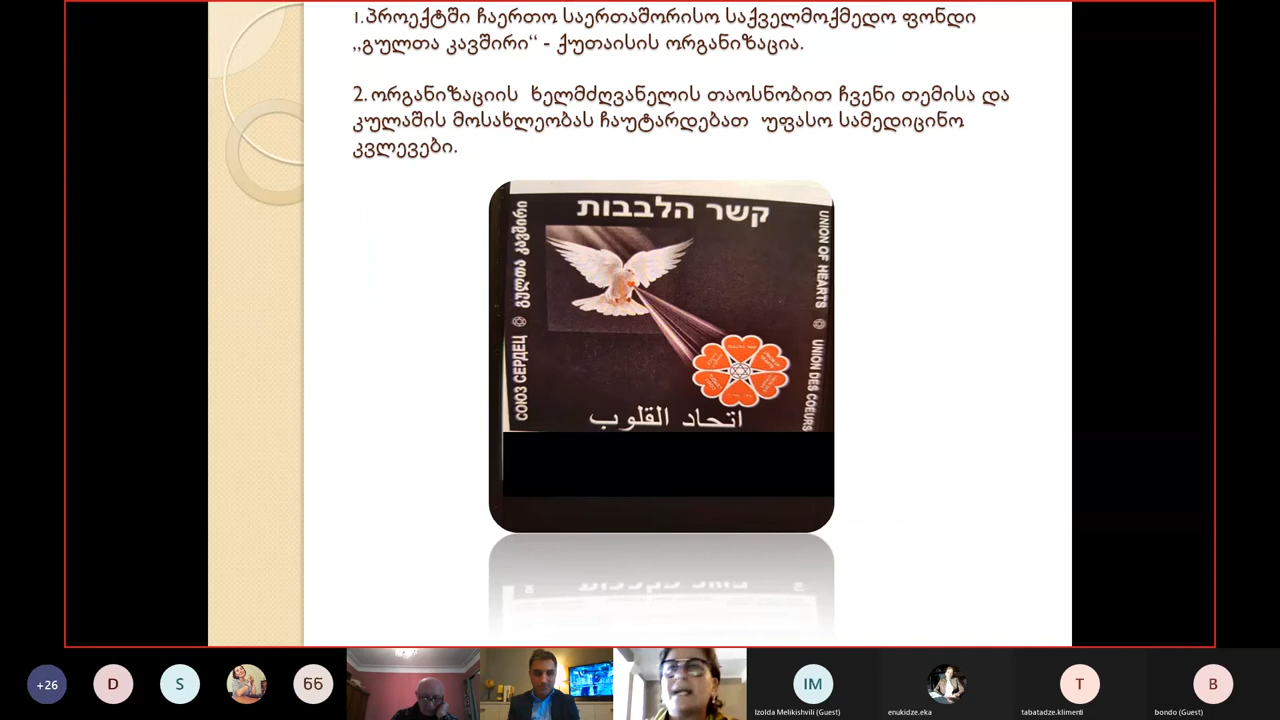 1.პროექტში ჩაერთო საერთაშორისო საქველმოქმედო ფონდი
,,გულთა კავშირი“ - ქუთაისის ორგანიზაცია.
2. ორგანიზაციის ხელმძღვანელის თაოსნობით ჩვენი თემისა და
კულაშის მოსახლეობას ჩაუტარდებათ უფასო სამედიცინო
კვლევები.
קשר הלבבות
СОЮЗ СЕРДЕЦ ۞ გულთა კავშირი
UNION OF HEARTS ۞ UNION DES COEURS
اتحاد القلوب
+26
D
S
ნნ
IM
T
B
Izolda Melikishvili (Guest)
enukidze.eka
tabatadze.klimenti
bondo (Guest)